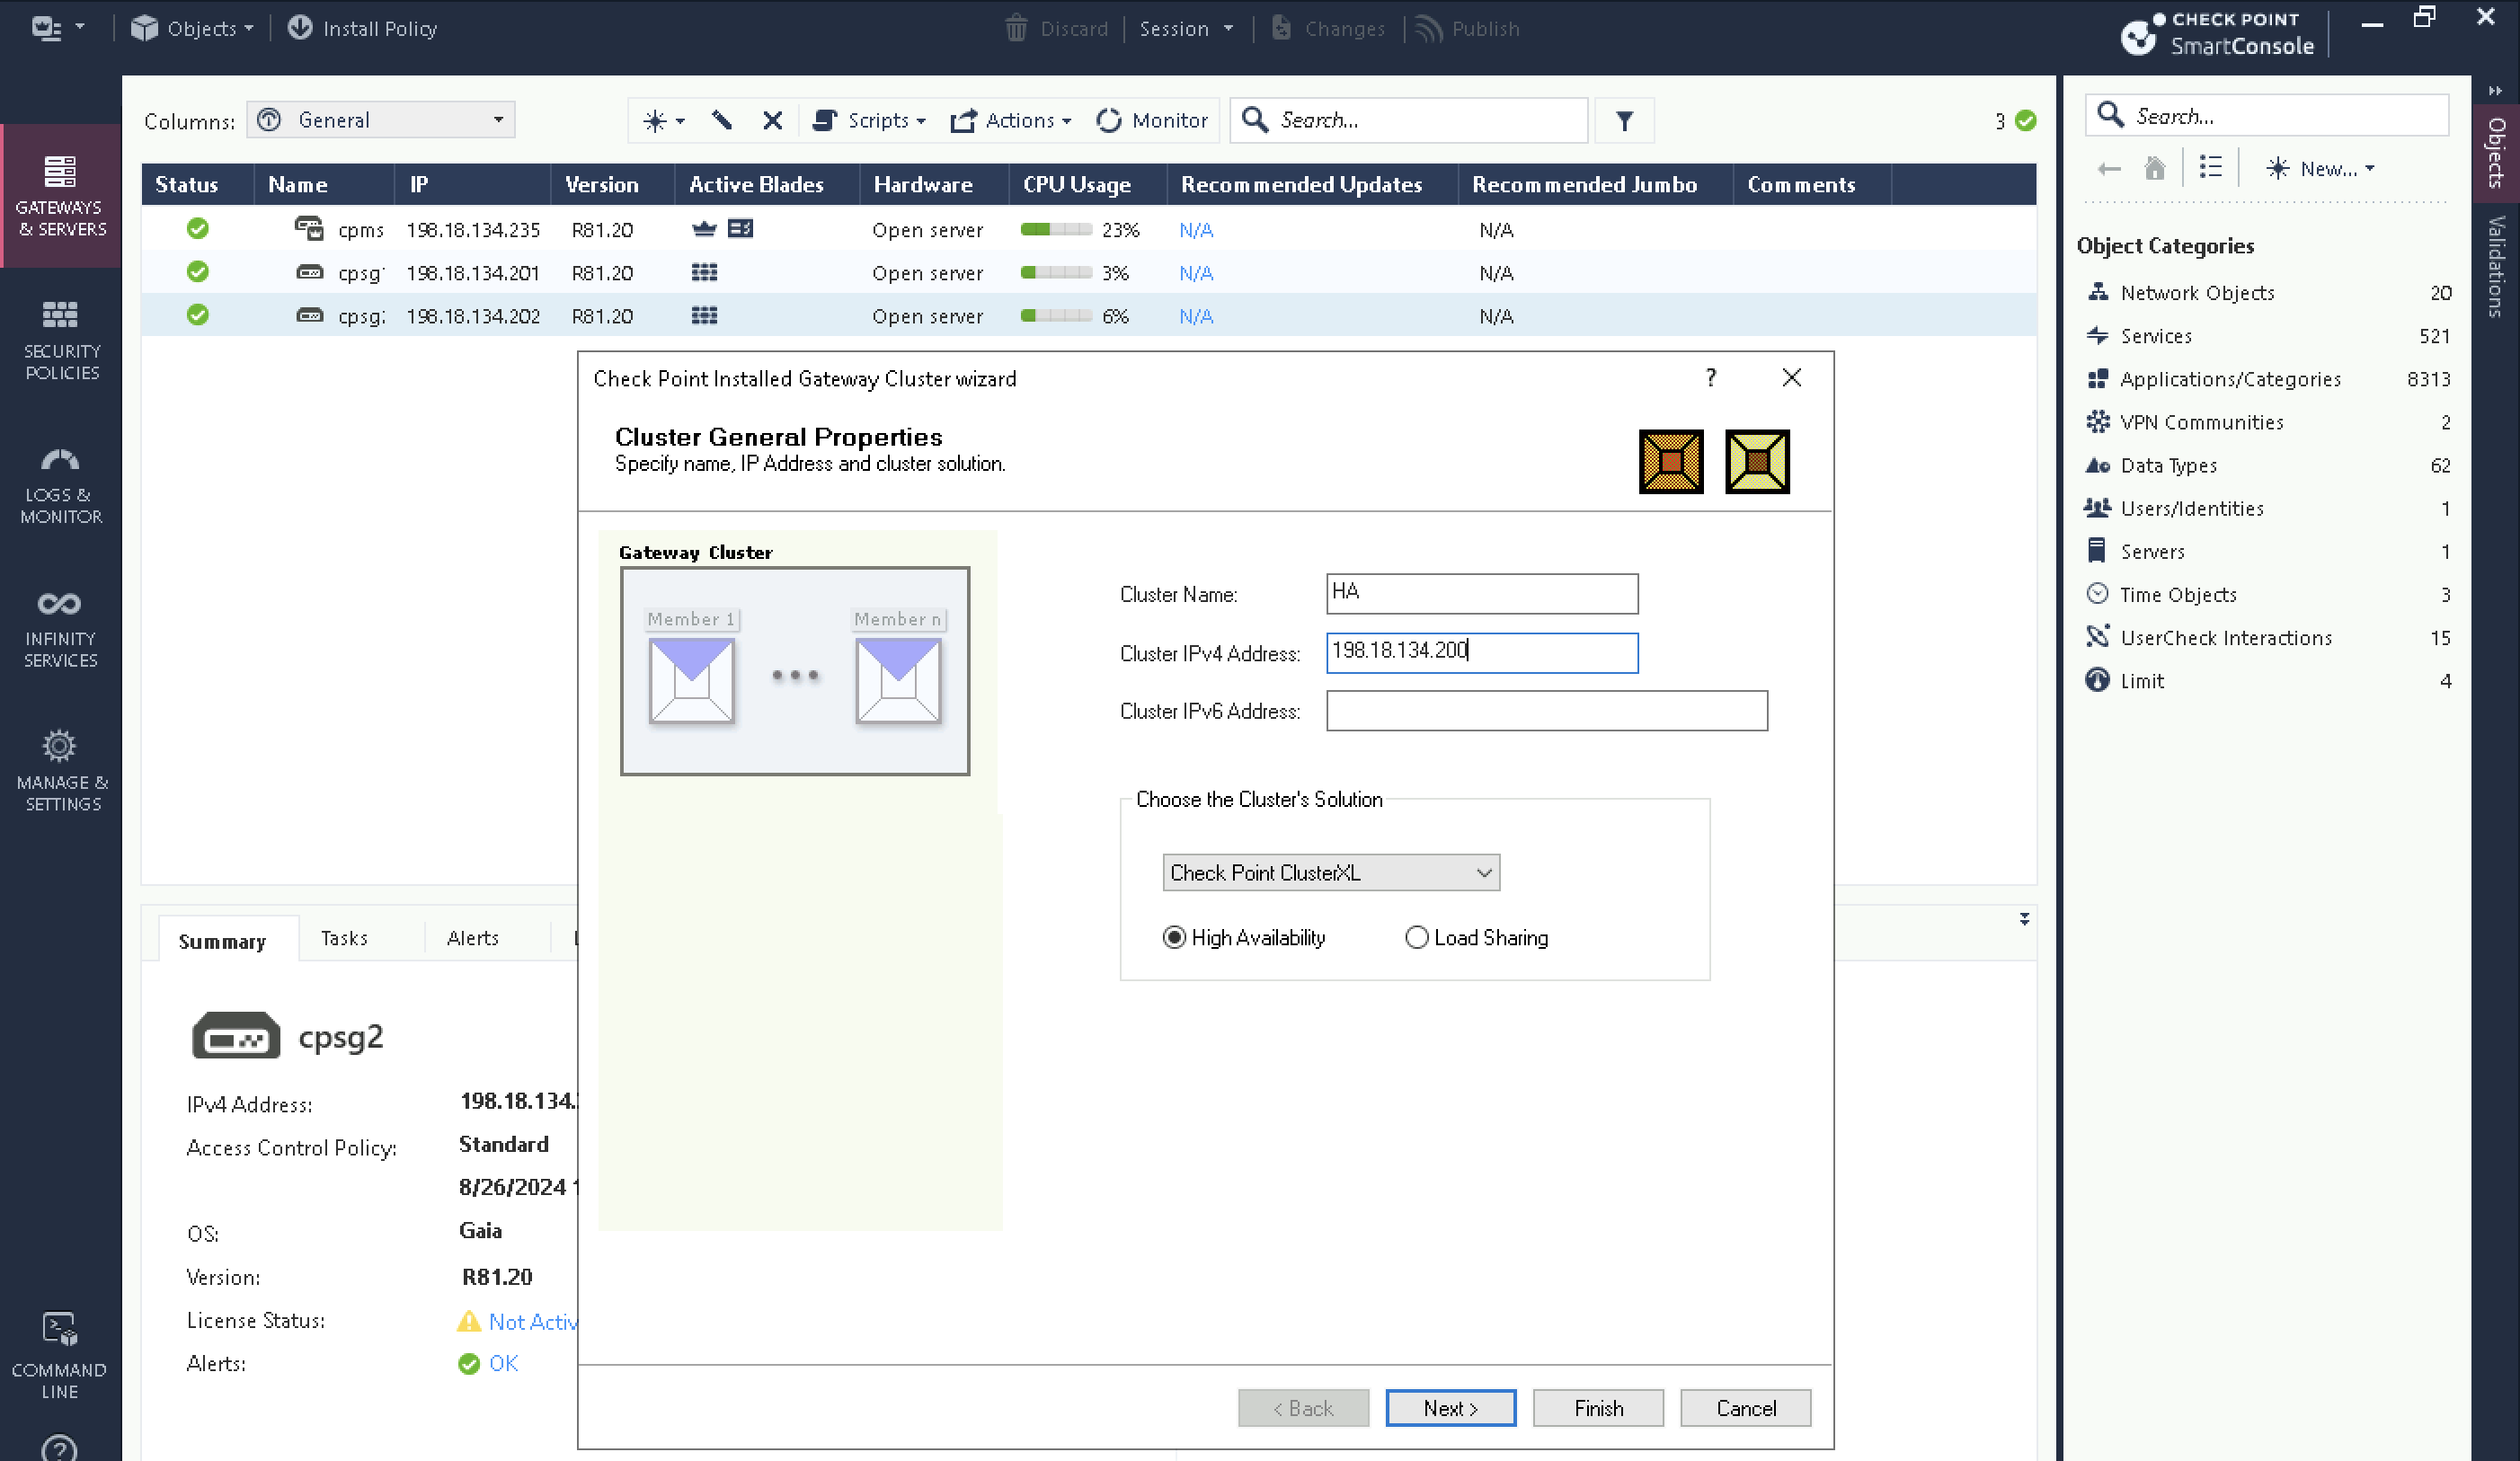 Objects
Install Policy
Discard
Session
Changes
Publish
CHECK POINT
SmartConsole
Columns:
General
Scripts
Actions
Monitor
Search...
3
Status Name IP Version Active Blades Hardware CPU Usage Recommended Updates Recommended Jumbo Comments
cpms 198.18.134.235 R81.20 Open server 23% N/A N/A
198.18.134.201 R81.20 Open server 3% N/A N/A
198.18.134.202 R81.20 Open server 6% N/A N/A
GATEWAYS
& SERVERS
SECURITY
POLICIES
LOGS &
MONITOR
INFINITY
SERVICES
MANAGE &
SETTINGS
COMMAND
LINE
?
Check Point Installed Gateway Cluster wizard
?
Cluster General Properties
Specify name, IP Address and cluster solution.
Gateway Cluster
Member 1
Member n
Cluster Name: HA
Cluster IPv4 Address: 198.18.134.200
Cluster IPv6 Address:
Choose the Cluster's Solution
Check Point ClusterXL
High Availability
Load Sharing
< Back
Next >
Finish
Cancel
Summary
Tasks
Alerts
cpsg2
IPv4 Address: 198.18.134.
Access Control Policy: Standard
8/26/2024
OS: Gaia
Version: R81.20
License Status: Not Activ
Alerts: OK
Search...
New...
Object Categories
Network Objects 20
Services 521
Applications/Categories 8313
VPN Communities 2
Data Types 62
Users/Identities 1
Servers 1
Time Objects 3
UserCheck Interactions 15
Limit 4
Objects
Validations